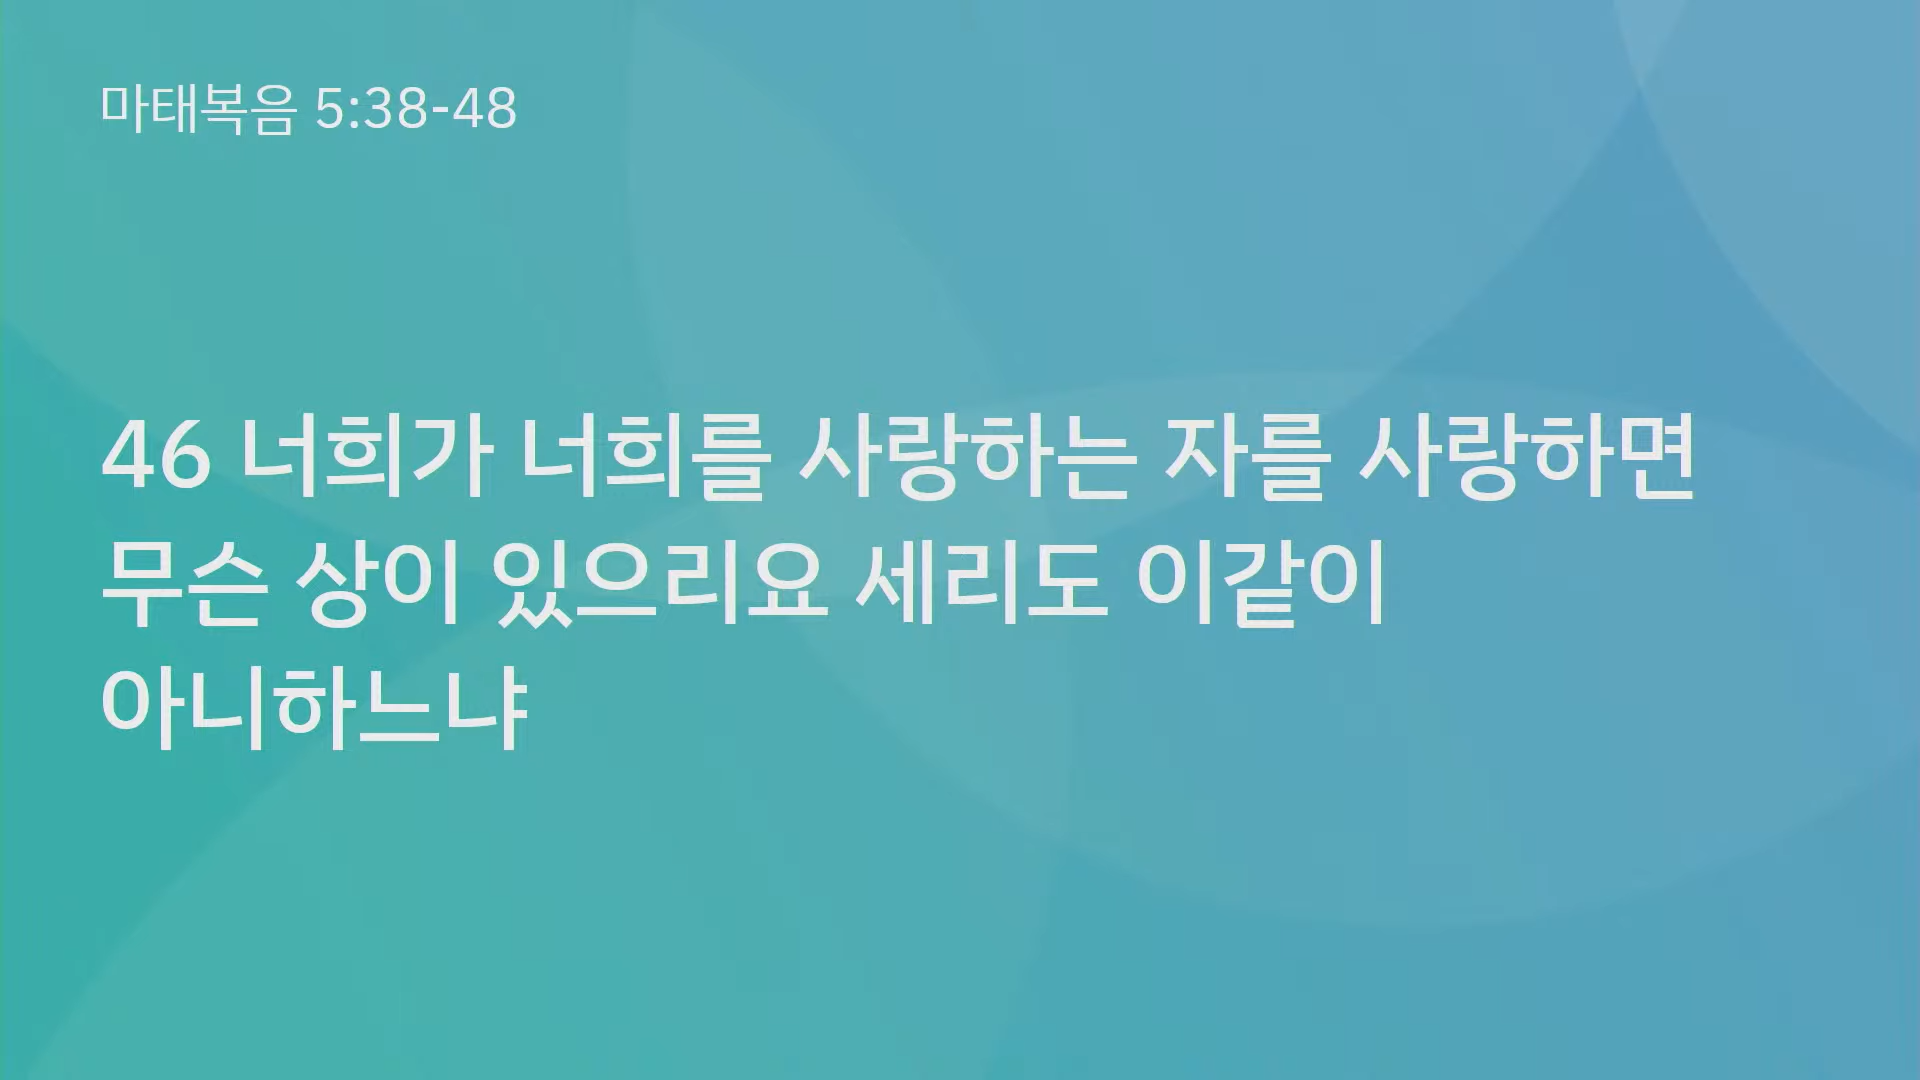 마태복음 5:38-48
46 너희가 너희를 사랑하는 자를 사랑하면
무슨 상이 있으리요 세리도 이같이
아니하느냐